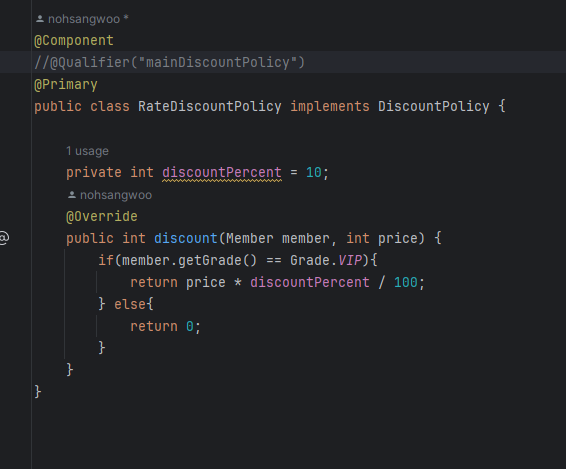 nohsangwoo *
@Component
//@Qualifier("mainDiscountPolicy")
@Primary
public class RateDiscountPolicy implements DiscountPolicy {
1 usage
private int discountPercent = 10;
nohsangwoo
@Override
public int discount(Member member, int price) {
if(member.getGrade() == Grade.VIP){
return price * discountPercent / 100;
} else{
return 0;
}
}
}